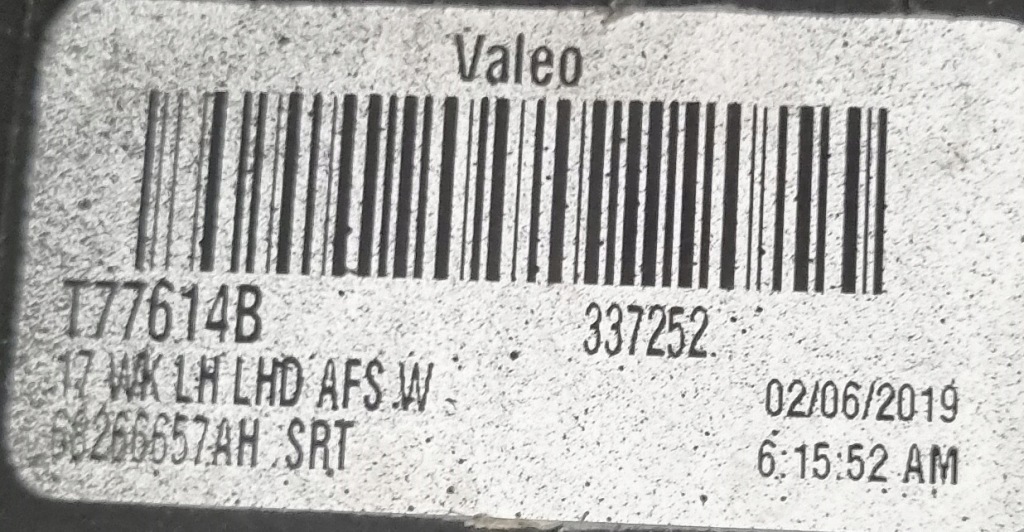 Valeo
T77614B 337252
17 WK LH LHD AFS W
02/06/2019
68266657AH SRT
6:15:52 AM